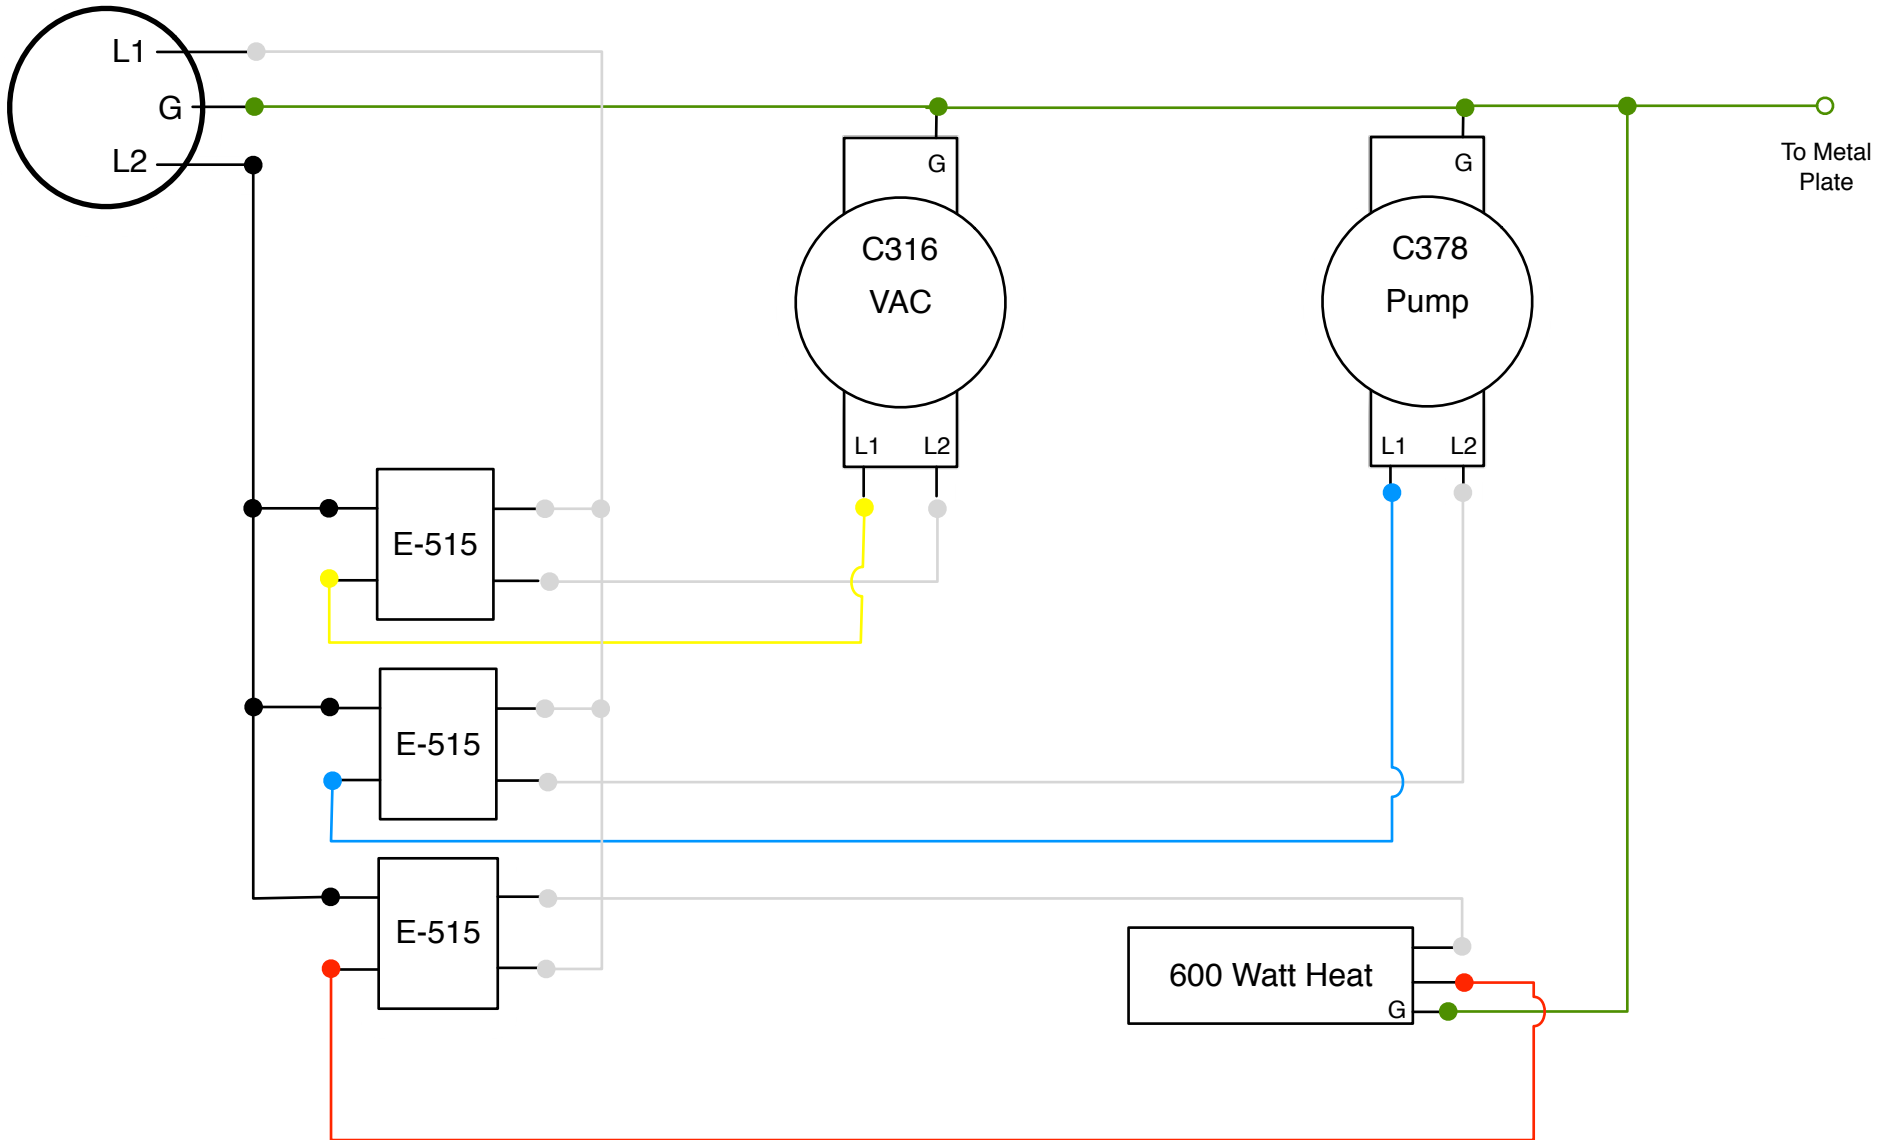 L1
G
L2
To Metal
Plate
G
C316
VAC
L1 L2
G
C378
Pump
L1 L2
E-515
E-515
E-515
600 Watt Heat
G